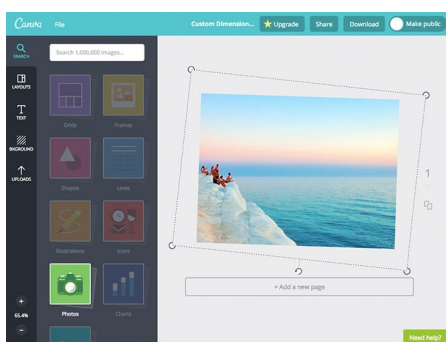 Canva
File
Custom Dimension...
Upgrade
Share
Download
Make public
SEARCH
LAYOUTS
TEXT
BKGROUND
UPLOADS
65.4%
Search 1,000,000 images...
Grids
Frames
Shapes
Lines
Illustrations
Icons
Photos
Charts
1
+ Add a new page
Need help?